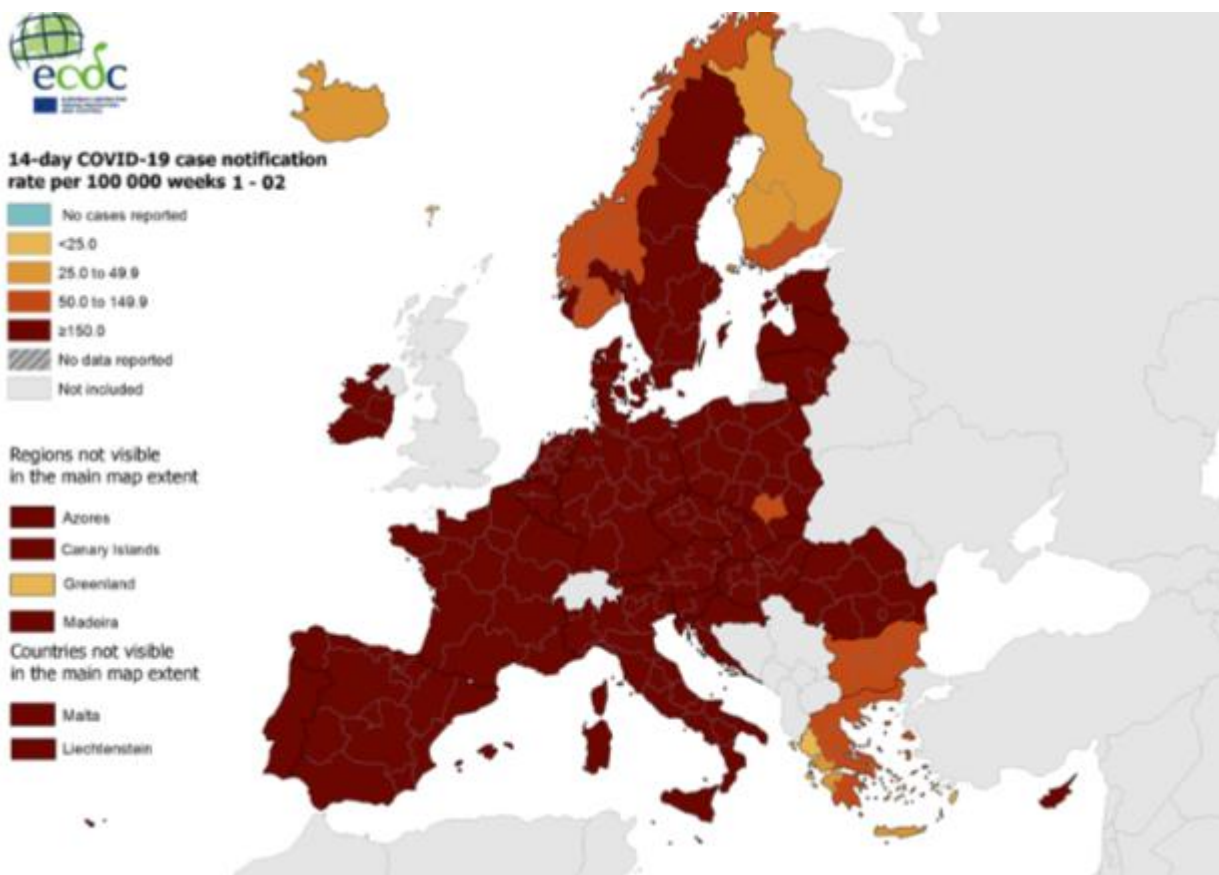 ecdc
14-day COVID-19 case notification
rate per 100 000 weeks 1 - 02
No cases reported
<25.0
25.0 to 49.9
50.0 to 149.9
≥150.0
No data reported
Not included
Regions not visible
in the main map extent
Azores
Canary Islands
Greenland
Madeira
Countries not visible
in the main map extent
Malta
Liechtenstein